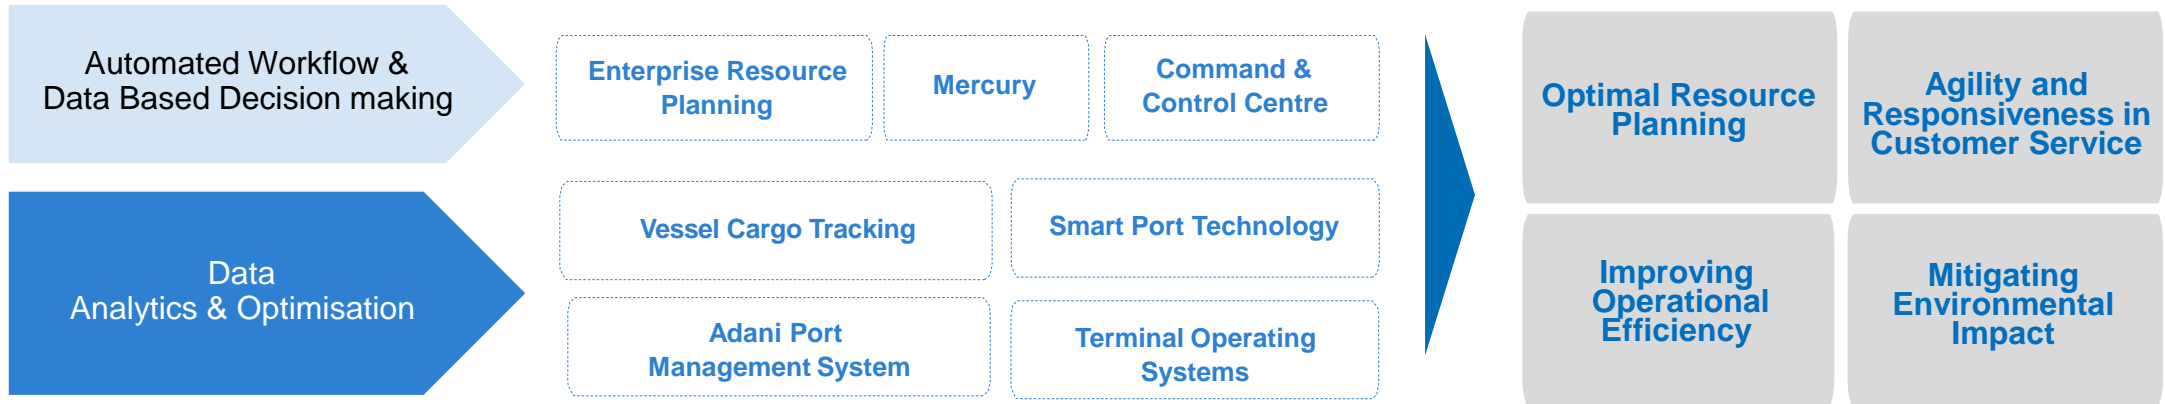 Automated Workflow &
Data Based Decision making
Enterprise Resource
Planning
Mercury
Command &
Control Centre
Data
Analytics & Optimisation
Vessel Cargo Tracking
Smart Port Technology
Adani Port
Management System
Terminal Operating
Systems
Optimal Resource
Planning
Agility and
Responsiveness in
Customer Service
Improving
Operational
Efficiency
Mitigating
Environmental
Impact